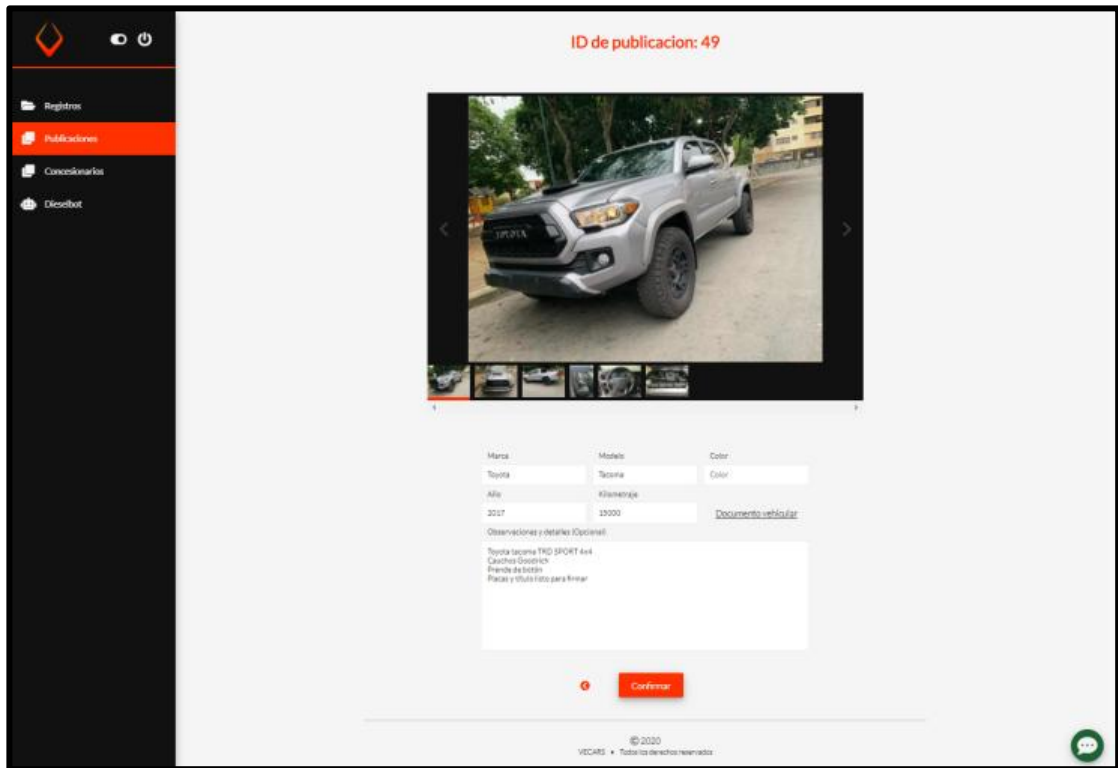 ID de publicacion: 49
Registros
Publicaciones
Concesionarios
Dieselbot
TOYOTA
Marca Modelo Color
Toyota Tacoma Color
Año Kilometraje
2017 15000 Documento vehicular
Observaciones y detalles (Opcional)
Toyota tacoma TRD SPORT 4x4
Cauchos Goodrich
Prende de botón
Placas y titulo listo para firmar
Confirmar
© 2020
VECARS • Todos los derechos reservados